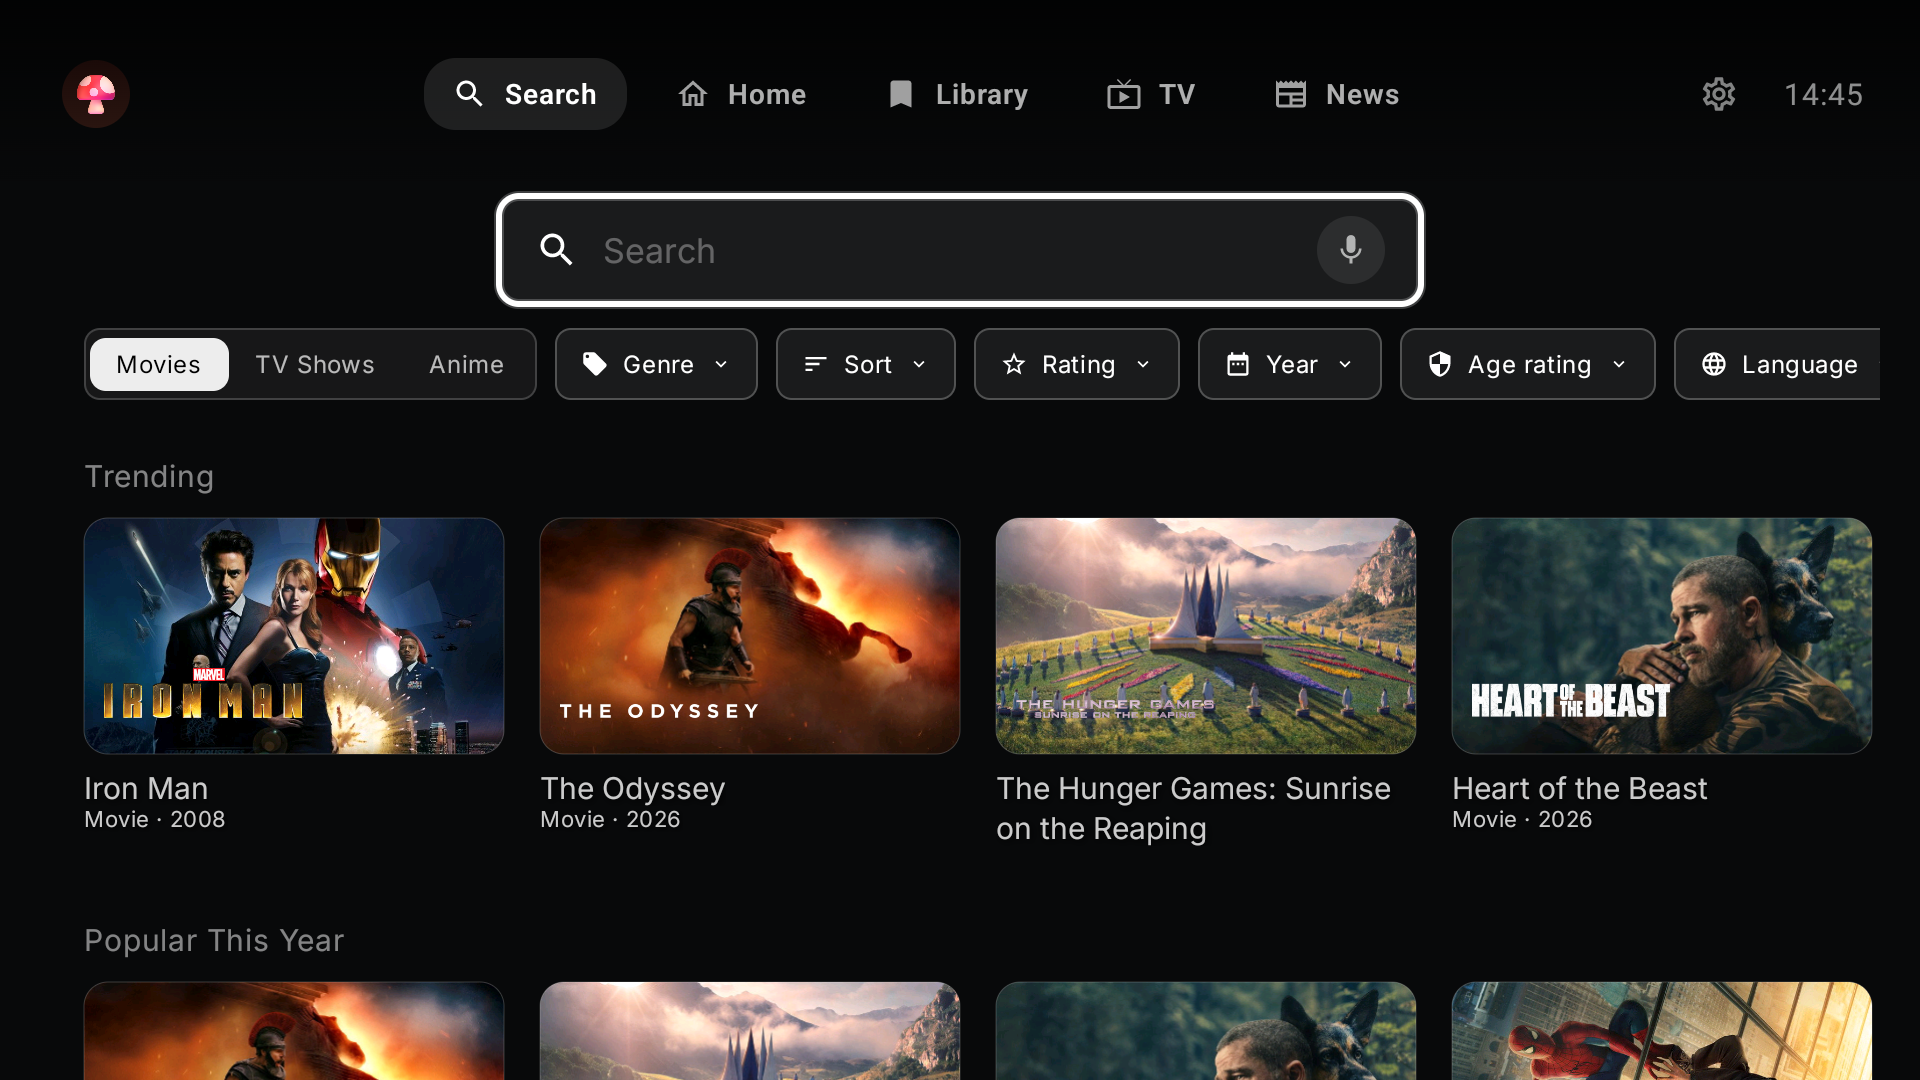 Search
Home
Library
TV
News
14:45
Search
Movies
TV Shows
Anime
Genre
Sort
Rating
Year
Age rating
Language
Trending
MARVEL
IRON MAN
THE ODYSSEY
THE HUNGER GAMES
SUNRISE ON THE REAPING
HEART OF THE BEAST
Iron Man
Movie · 2008
The Odyssey
Movie · 2026
The Hunger Games: Sunrise
on the Reaping
Heart of the Beast
Movie · 2026
Popular This Year